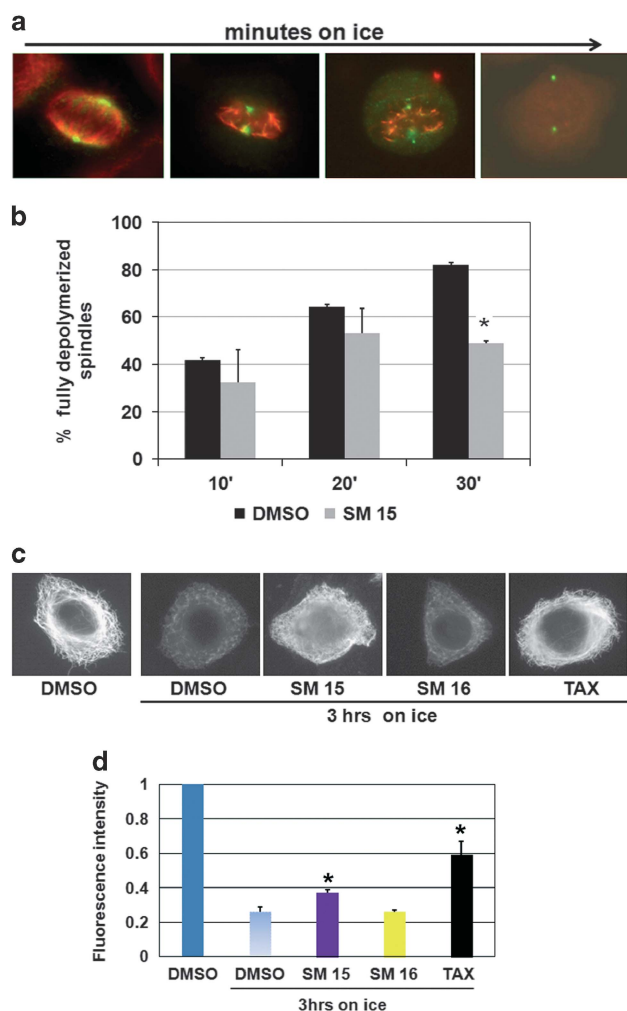 a
minutes on ice
b
% fully depolymerized spindles
100
80
60
40
20
0
*
10' 20' 30'
DMSO SM 15
c
DMSO DMSO SM 15 SM 16 TAX
3 hrs on ice
d
Fluorescence intensity
1
0.8
0.6
0.4
0.2
0
* *
DMSO DMSO SM 15 SM 16 TAX
3hrs on ice